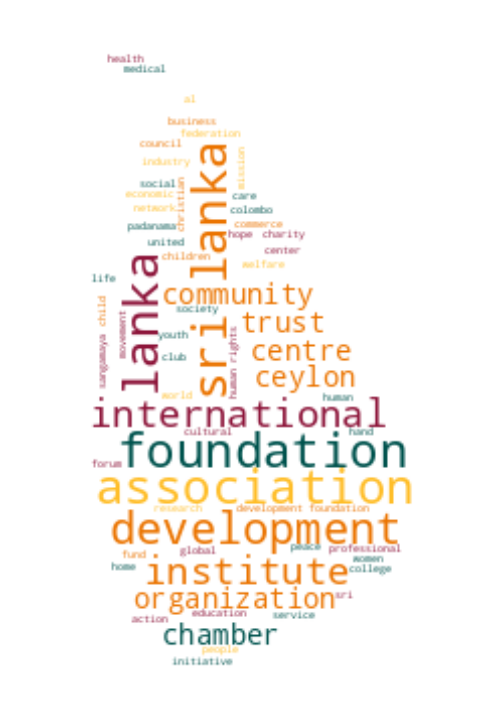 health
medical
al
business
federation
council
industry
mission
social
economic
christian
care
network
colombo
padanama
commerce
hope charity
united
center
children
welfare
sri lanka
lanka
life
community
child
society
movement
trust
youth
human rights
sangamaya
club
centre
ceylon
world
human
international
cultural
hand
foundation
forum
association
research
development foundation
development
peace professional
global
fund
women
home
institute
college
organization
sri
education
action
service
chamber
people
initiative